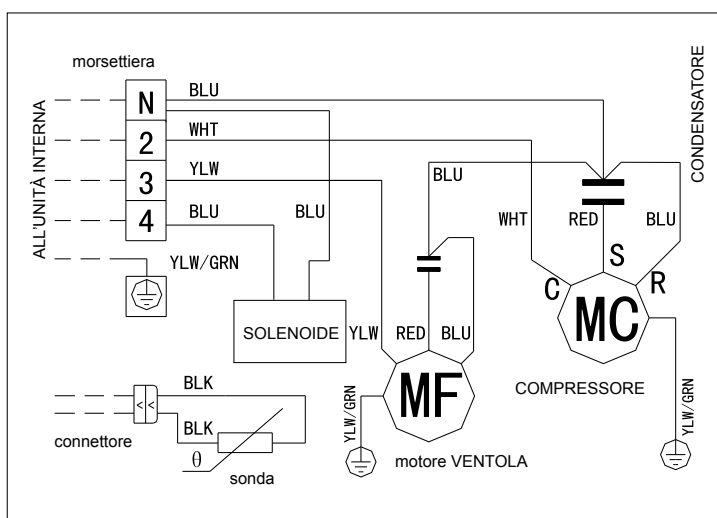 morsettiera
ALL'UNITÀ INTERNA
N
2
3
4
BLU
WHT
YLW
BLU
YLW/GRN
BLU
SOLENOIDE
BLU
CONDENSATORE
WHT
RED
BLU
C
S
R
MC
COMPRESSORE
YLW/GRN
YLW
RED
BLU
MF
YLW/GRN
motore VENTOLA
BLK
<<
BLK
connettore
θ
sonda